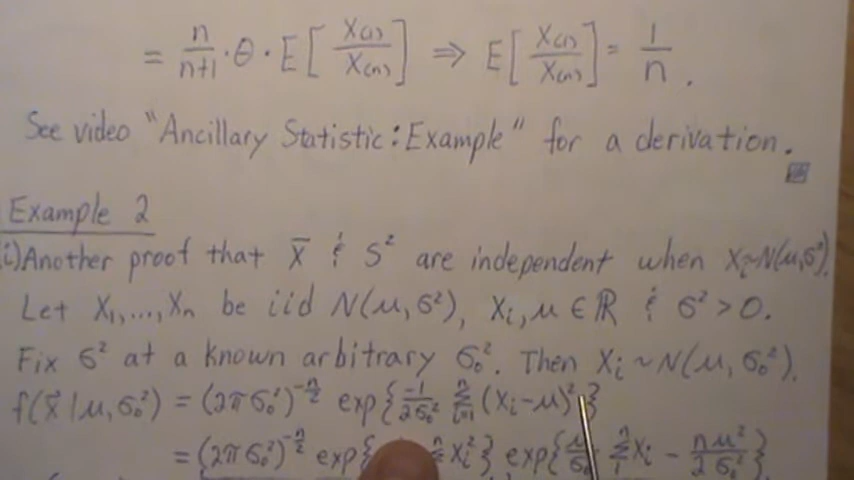 = n/n+1 · θ · E[ X(1)/X(n) ] ⇒ E[ X(1)/X(n) ] = 1/n .
See video "Ancillary Statistic: Example" for a derivation.
Example 2
(i) Another proof that X̄ & S² are independent when Xi ~ N(μ,σ²).
Let X₁,...,Xn be iid N(μ,σ²), Xi, μ ∈ ℝ & σ² > 0.
Fix σ² at a known arbitrary σ₀². Then Xi ~ N(μ, σ₀²).
f(x⃗ | μ,σ₀²) = (2πσ₀²)^(-n/2) exp{ -1/2σ₀² Σ_{i=1}^{n} (Xi-μ)² }
= (2πσ₀²)^(-n/2) exp{ Xi² } exp{ μ/σ₀² Σ_1^n Xi - nμ²/2σ₀² }